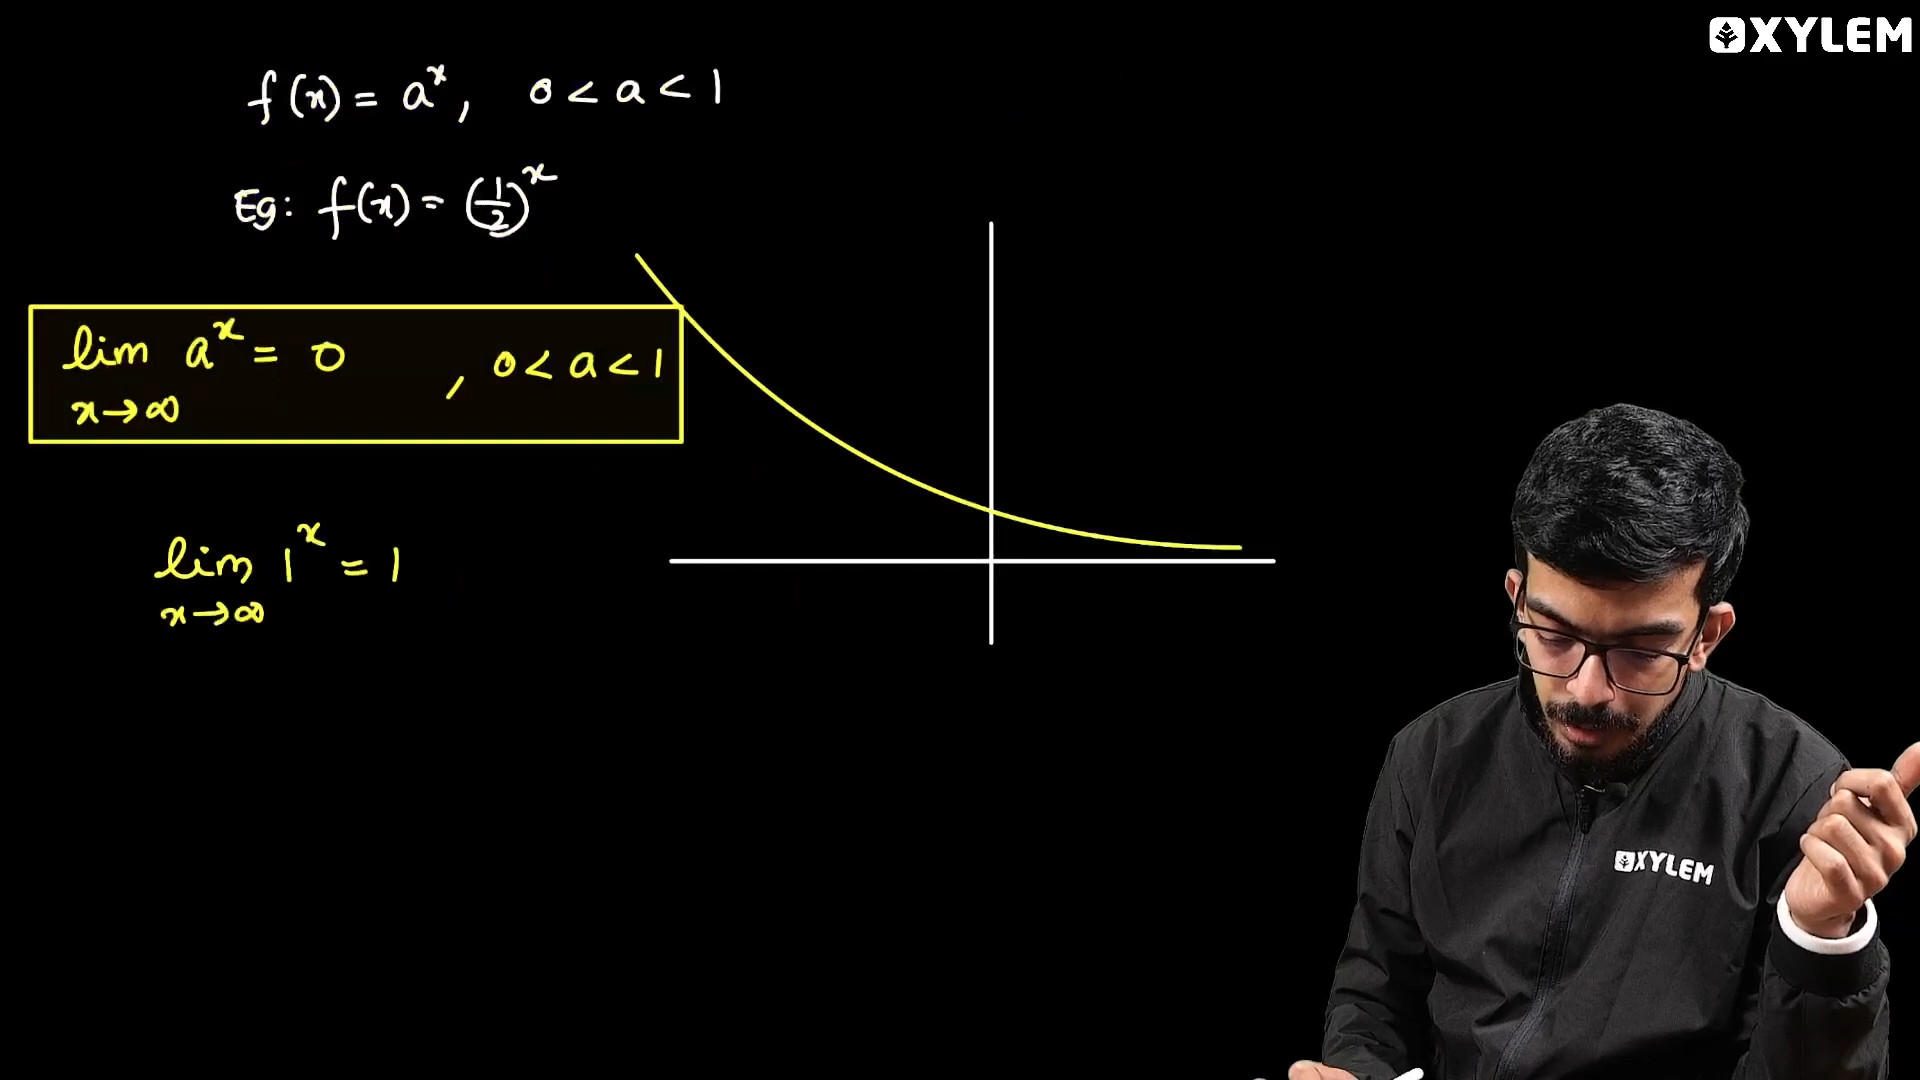 XYLEM
f(x) = a^x, 0 < a < 1
Eg: f(x) = (1/2)^x
lim a^x = 0 , 0 < a < 1
x→∞
lim 1^x = 1
x→∞
XYLEM